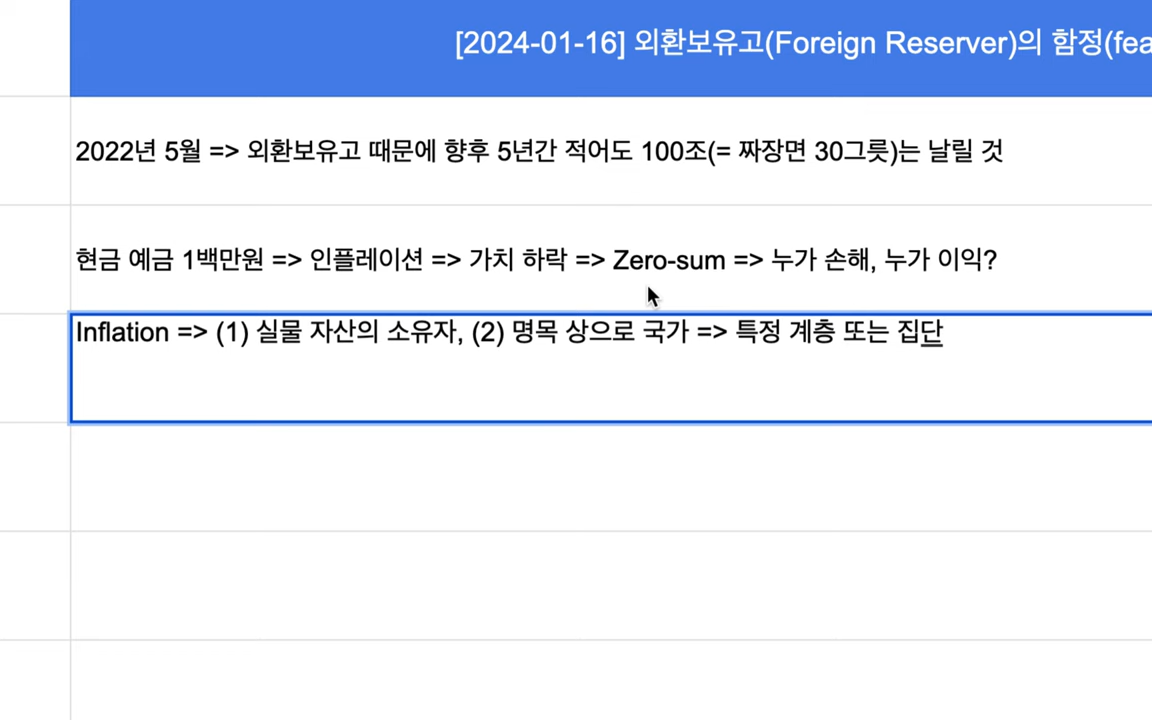 [2024-01-16] 외환보유고(Foreign Reserver)의 함정(fea
2022년 5월 => 외환보유고 때문에 향후 5년간 적어도 100조(= 짜장면 30그릇)는 날릴 것
현금 예금 1백만원 => 인플레이션 => 가치 하락 => Zero-sum => 누가 손해, 누가 이익?
Inflation => (1) 실물 자산의 소유자, (2) 명목 상으로 국가 => 특정 계층 또는 집단